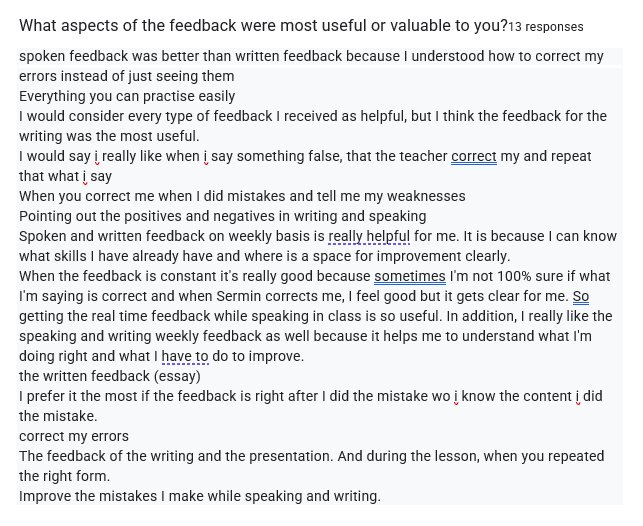 What aspects of the feedback were most useful or valuable to you?13 responses
spoken feedback was better than written feedback because I understood how to correct my
errors instead of just seeing them
Everything you can practise easily
I would consider every type of feedback I received as helpful, but I think the feedback for the
writing was the most useful.
I would say i really like when i say something false, that the teacher correct my and repeat
that what i say
When you correct me when I did mistakes and tell me my weaknesses
Pointing out the positives and negatives in writing and speaking
Spoken and written feedback on weekly basis is really helpful for me. It is because I can know
what skills I have already have and where is a space for improvement clearly.
When the feedback is constant it's really good because sometimes I'm not 100% sure if what
I'm saying is correct and when Sermin corrects me, I feel good but it gets clear for me. So
getting the real time feedback while speaking in class is so useful. In addition, I really like the
speaking and writing weekly feedback as well because it helps me to understand what I'm
doing right and what I have to do to improve.
the written feedback (essay)
I prefer it the most if the feedback is right after I did the mistake wo i know the content i did
the mistake.
correct my errors
The feedback of the writing and the presentation. And during the lesson, when you repeated
the right form.
Improve the mistakes I make while speaking and writing.